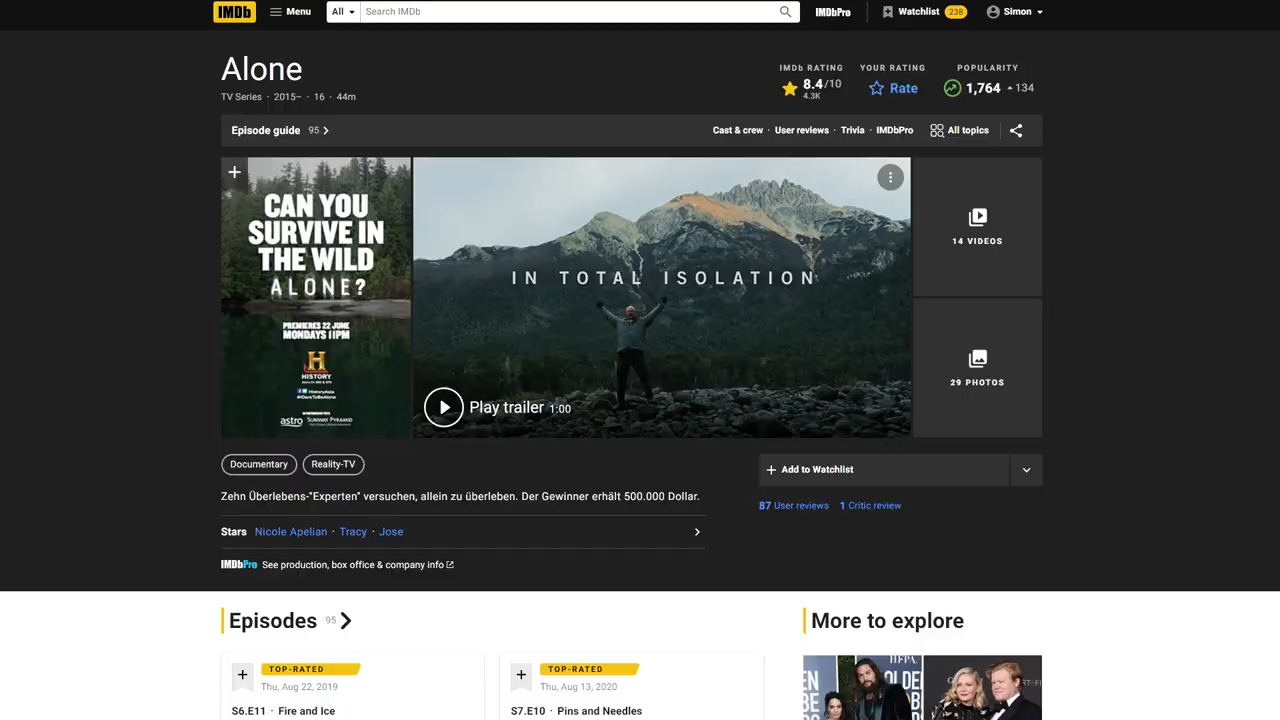 IMDb Menu All Search IMDb IMDbPro Watchlist 238 Simon
Alone
TV Series · 2015– · 16 · 44m
IMDb RATING YOUR RATING POPULARITY
8.4/10 Rate 1,764 134
4.3K
Episode guide 95 Cast & crew · User reviews · Trivia · IMDbPro All topics
CAN YOU
SURVIVE IN
THE WILD
ALONE?
PREMIERES 22 JUNE
MONDAYS 11PM
H
HISTORY
astro SUNWAY PYRAMID
IN TOTAL ISOLATION
Play trailer 1:00
14 VIDEOS
29 PHOTOS
Documentary Reality-TV
Add to Watchlist
Zehn Überlebens-"Experten" versuchen, allein zu überleben. Der Gewinner erhält 500.000 Dollar.
87 User reviews 1 Critic review
Stars Nicole Apelian · Tracy · Jose
IMDbPro See production, box office & company info
Episodes 95
More to explore
TOP-RATED
Thu, Aug 22, 2019
S6.E11 · Fire and Ice
TOP-RATED
Thu, Aug 13, 2020
S7.E10 · Pins and Needles
HFPA